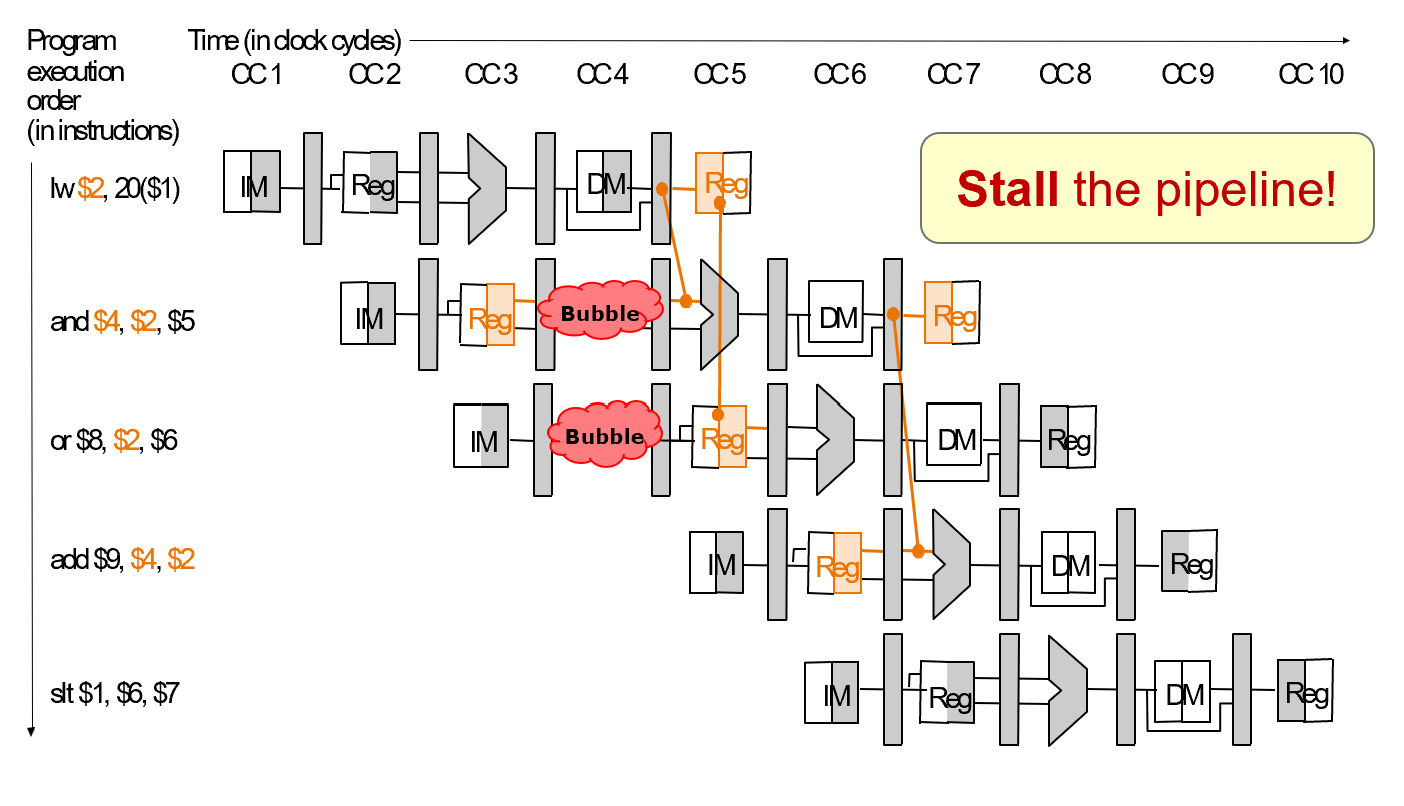 Program
execution
order
(in instructions)
Time (in clock cycles)
CC 1 CC 2 CC 3 CC 4 CC 5 CC 6 CC 7 CC 8 CC 9 CC 10
Stall the pipeline!
lw $2, 20($1)
IM Reg DM Reg
and $4, $2, $5
IM Reg Bubble DM Reg
or $8, $2, $6
IM Bubble Reg DM Reg
add $9, $4, $2
IM Reg DM Reg
slt $1, $6, $7
IM Reg DM Reg